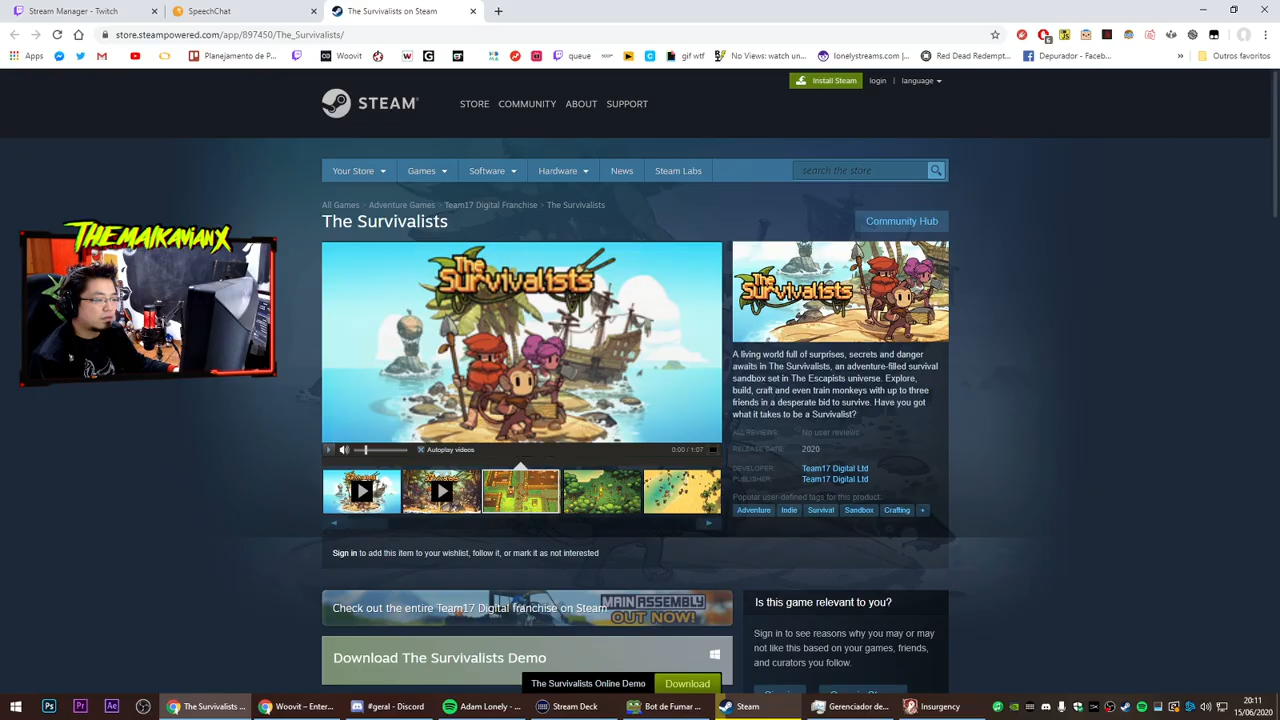 Stream Manager - Twitch
SpeechChat
The Survivalists on Steam
store.steampowered.com/app/897450/The_Survivalists/
Apps
Planejamento de P...
Woovit
queue
gif wtf
No Views: watch un...
lonelystreams.com |...
Red Dead Redempt...
Depurador - Faceb...
Outros favoritos
Install Steam
login | language
STEAM
STORE COMMUNITY ABOUT SUPPORT
Your Store Games Software Hardware News Steam Labs
search the store
All Games > Adventure Games > Team17 Digital Franchise > The Survivalists
The Survivalists
Community Hub
THEMALKAVIANX
The Survivalists
The Survivalists
A living world full of surprises, secrets and danger
awaits in The Survivalists, an adventure-filled survival
sandbox set in The Escapists universe. Explore,
build, craft and even train monkeys with up to three
friends in a desperate bid to survive. Have you got
what it takes to be a Survivalist?
ALL REVIEWS: No user reviews
RELEASE DATE: 2020
DEVELOPER: Team17 Digital Ltd
PUBLISHER: Team17 Digital Ltd
Popular user-defined tags for this product:
Adventure Indie Survival Sandbox Crafting +
Autoplay videos
0:00 / 1:07
Sign in to add this item to your wishlist, follow it, or mark it as not interested
Check out the entire Team17 Digital franchise on Steam
MAIN ASSEMBLY
OUT NOW!
Is this game relevant to you?
Sign in to see reasons why you may or may
not like this based on your games, friends,
and curators you follow.
Download The Survivalists Demo
The Survivalists Online Demo
Download
The Survivalists ...
Woovit – Enter...
#geral - Discord
Adam Lonely - ...
Stream Deck
Bot de Fumar ...
Steam
Gerenciador de...
Insurgency
20:11
15/06/2020